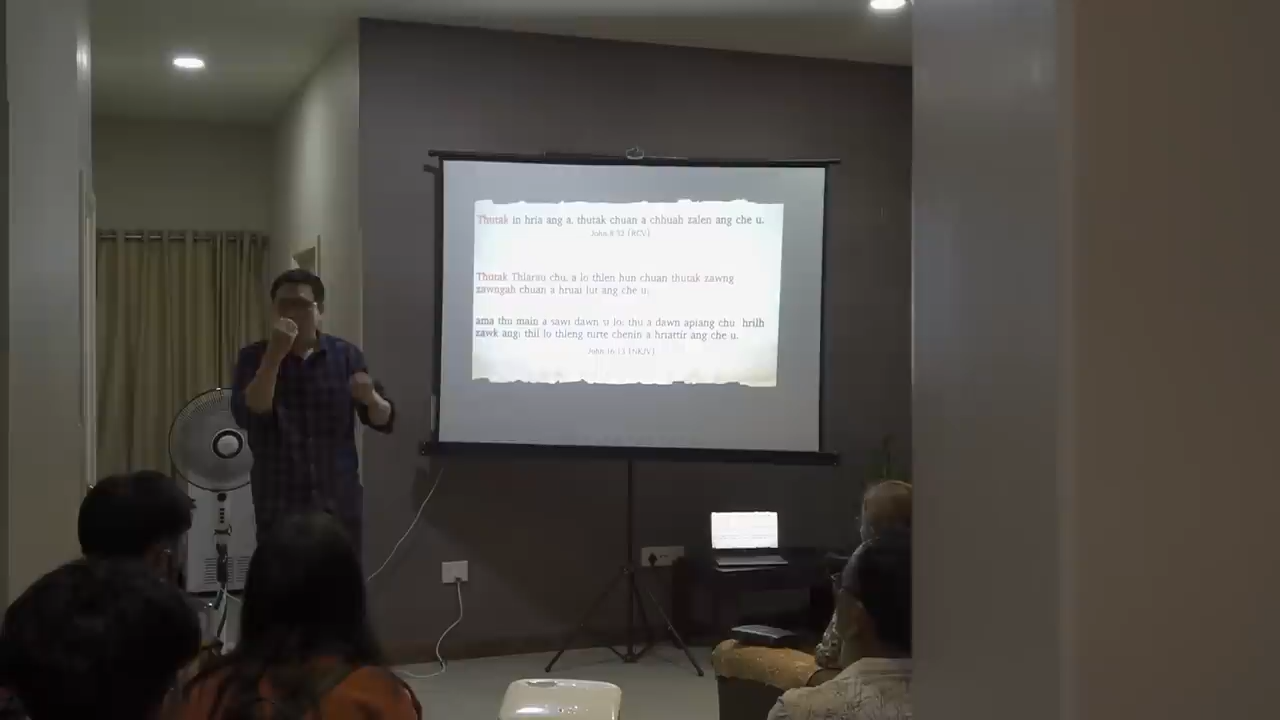 Thutak in hria ang a, thutak chuan a chhuah zalen ang che u.
John 8:32 (RCV)
Thutak Thlarau chu, a lo thlen hun chuan thutak zawng
zawngah chuan a hruai lut ang che u;
ama thu main a sawi dawn si lo; thu a dawn apiang chu hrilh
zawk ang; thil lo thleng turte chenin a hriattir ang che u.
John 16:13 (NKJV)